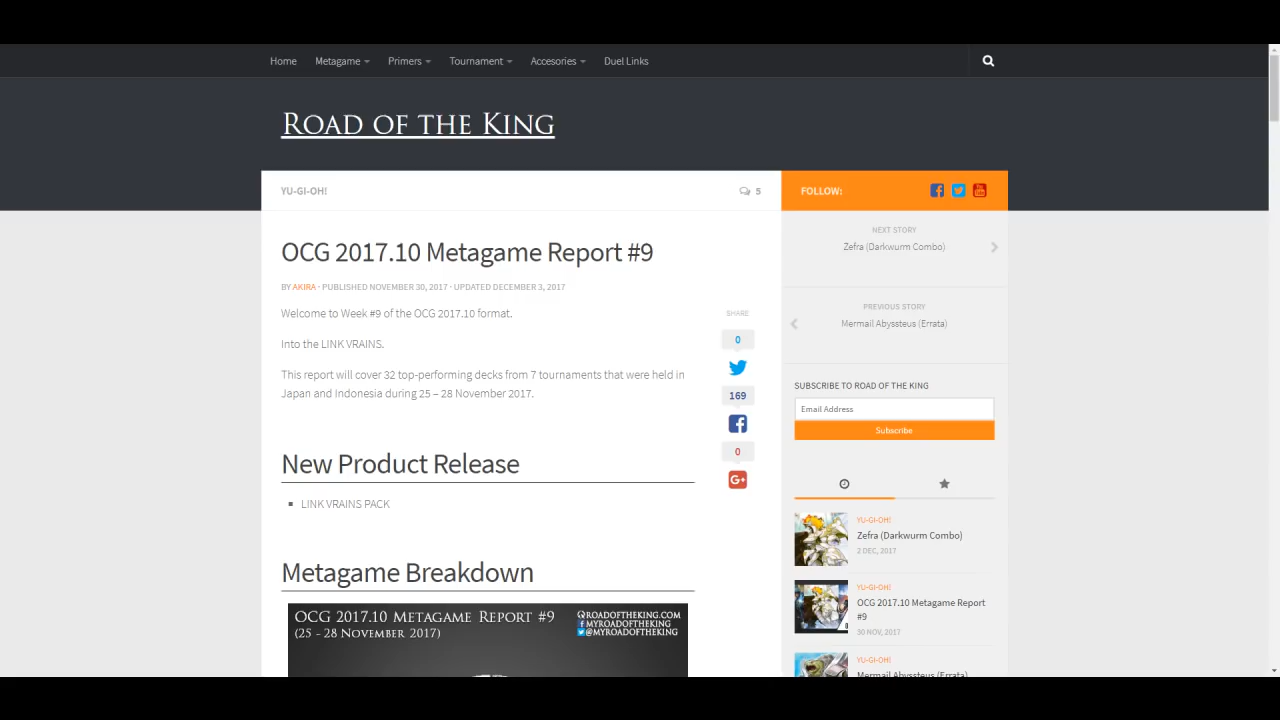 Home Metagame Primers Tournament Accesories Duel Links
ROAD OF THE KING
YU-GI-OH!
5
FOLLOW:
OCG 2017.10 Metagame Report #9
BY AKIRA · PUBLISHED NOVEMBER 30, 2017 · UPDATED DECEMBER 3, 2017
Welcome to Week #9 of the OCG 2017.10 format.
Into the LINK VRAINS.
This report will cover 32 top-performing decks from 7 tournaments that were held in
Japan and Indonesia during 25 – 28 November 2017.
SHARE
0
169
0
New Product Release
LINK VRAINS PACK
Metagame Breakdown
OCG 2017.10 METAGAME REPORT #9
(25 - 28 NOVEMBER 2017)
ROADOFTHEKING.COM
/MYROADOFTHEKING
@MYROADOFTHEKING
NEXT STORY
Zefra (Darkwurm Combo)
PREVIOUS STORY
Mermail Abyssteus (Errata)
SUBSCRIBE TO ROAD OF THE KING
Email Address
Subscribe
YU-GI-OH!
Zefra (Darkwurm Combo)
2 DEC, 2017
YU-GI-OH!
OCG 2017.10 Metagame Report
#9
30 NOV, 2017
YU-GI-OH!
Mermail Abyssteus (Errata)